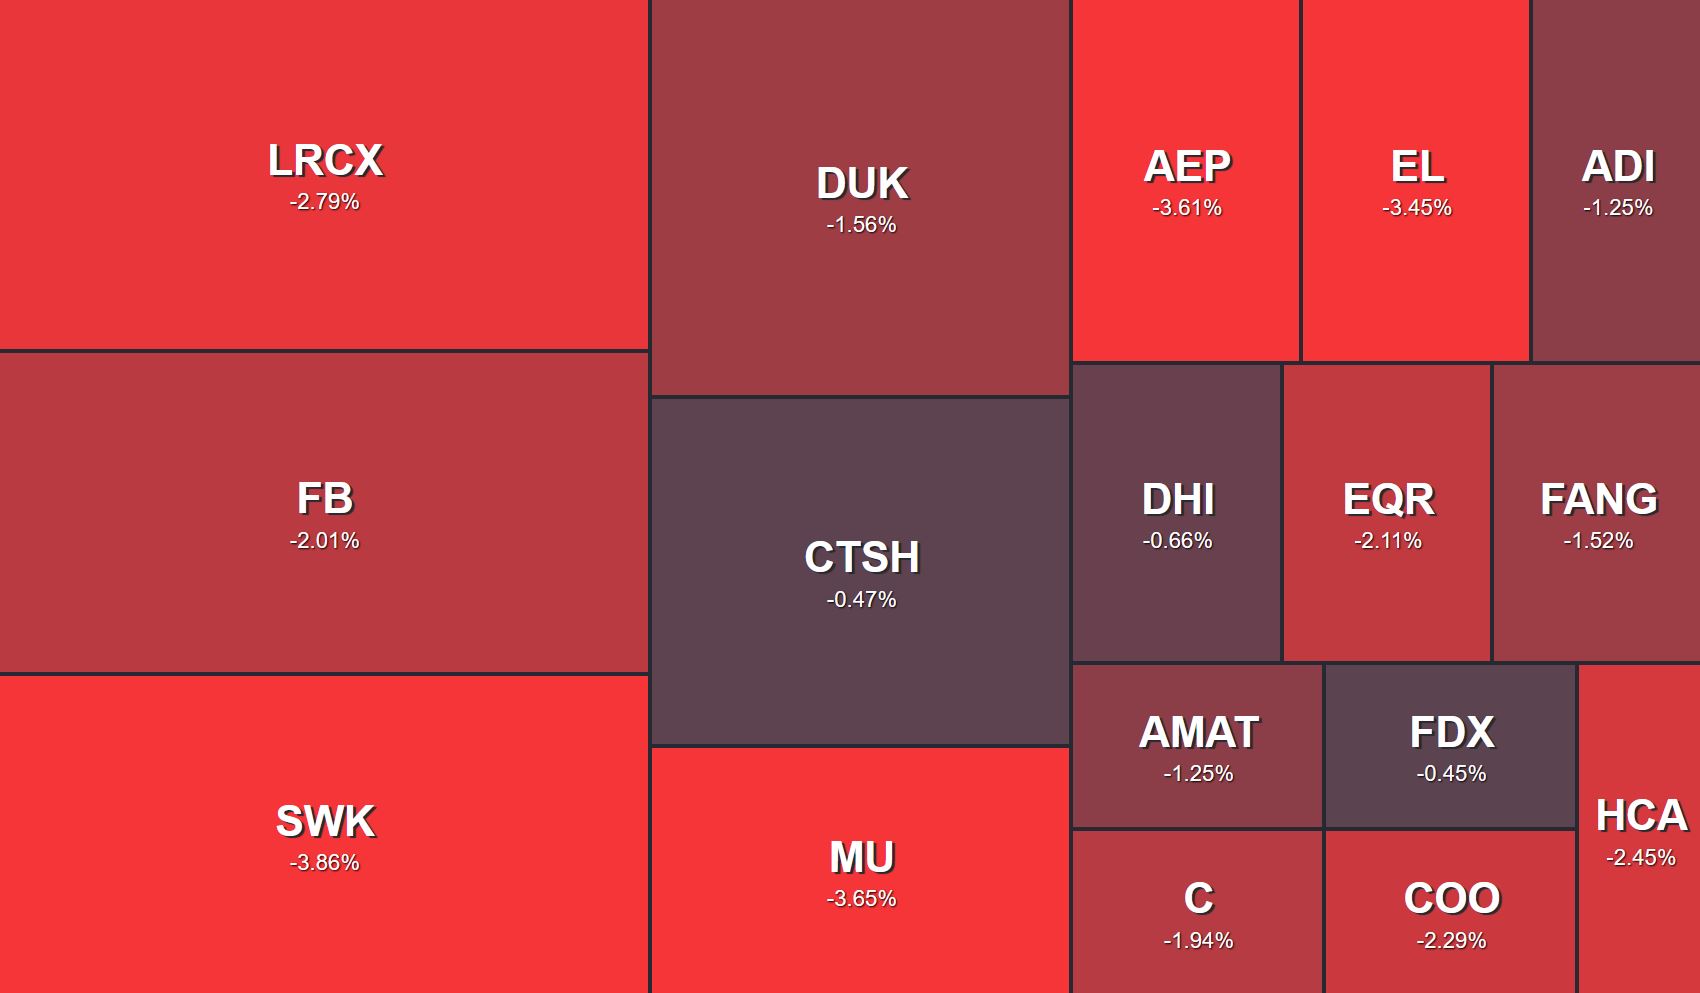 LRCX
-2.79%
FB
-2.01%
SWK
-3.86%
DUK
-1.56%
CTSH
-0.47%
MU
-3.65%
AEP
-3.61%
EL
-3.45%
ADI
-1.25%
DHI
-0.66%
EQR
-2.11%
FANG
-1.52%
AMAT
-1.25%
FDX
-0.45%
C
-1.94%
COO
-2.29%
HCA
-2.45%